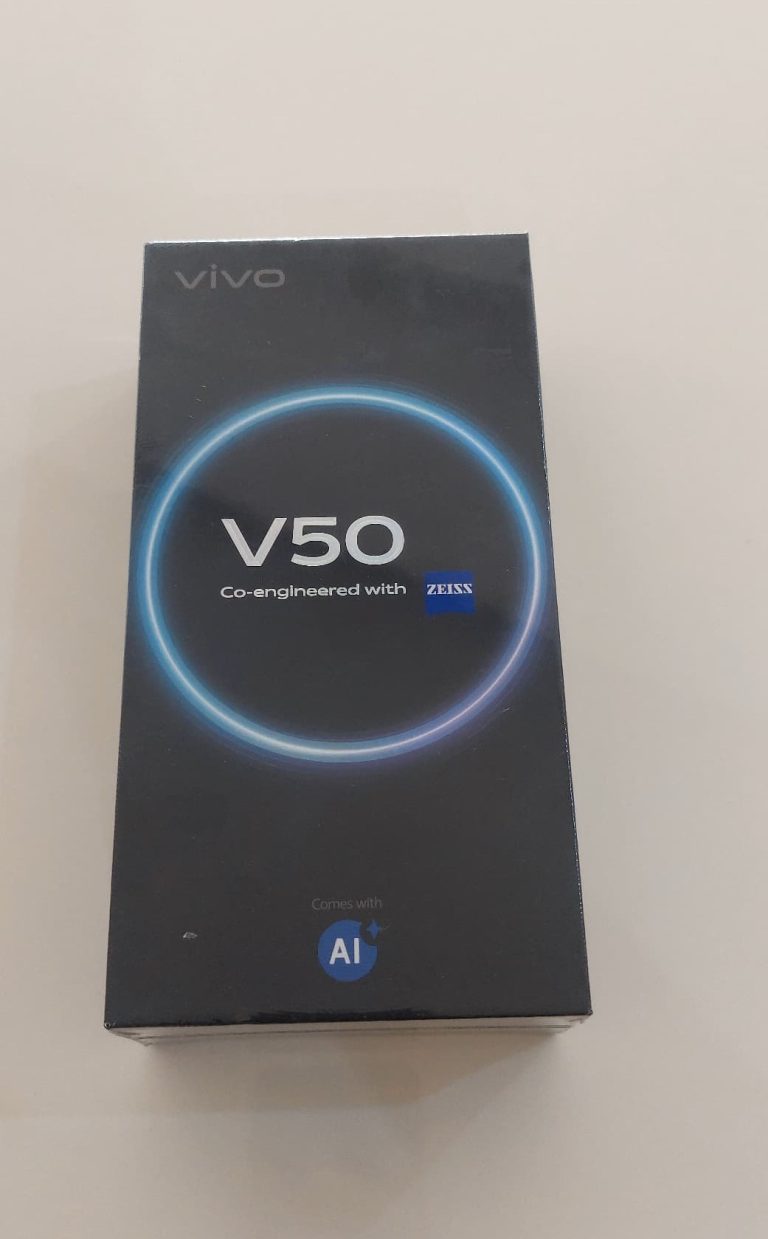 vivo
V50
Co-engineered with ZEISS
Comes with
AI